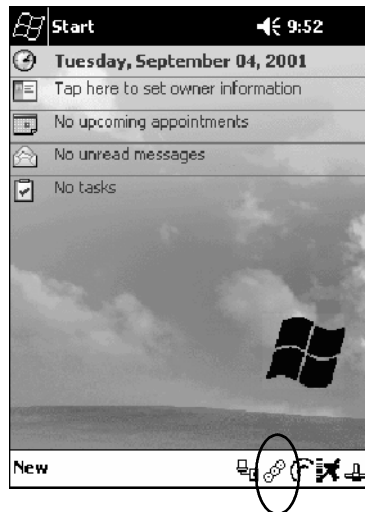 Start 9:52
Tuesday, September 04, 2001
Tap here to set owner information
No upcoming appointments
No unread messages
No tasks
New